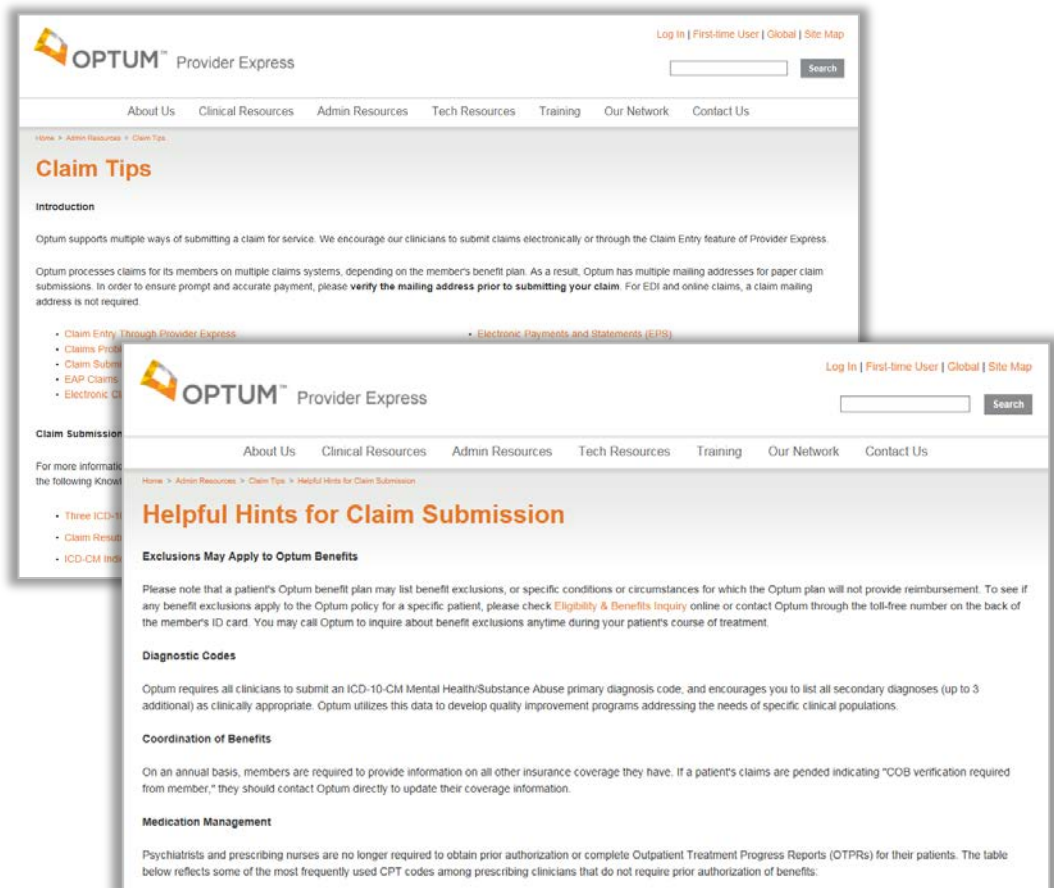 OPTUM™ Provider Express
Log In | First-time User | Global | Site Map
Search
About Us Clinical Resources Admin Resources Tech Resources Training Our Network Contact Us
Home > Admin Resources > Claim Tips
Claim Tips
Introduction
Optum supports multiple ways of submitting a claim for service. We encourage our clinicians to submit claims electronically or through the Claim Entry feature of Provider Express.
Optum processes claims for its members on multiple claims systems, depending on the member's benefit plan. As a result, Optum has multiple mailing addresses for paper claim
submissions. In order to ensure prompt and accurate payment, please verify the mailing address prior to submitting your claim. For EDI and online claims, a claim mailing
address is not required.
• Claim Entry Through Provider Express
• Claims
• Claim
• EAP Claims
• Electronic
• Electronic Payments and Statements (EPS)
Claim Submission
For more
the following
• Three
• Claim
• ICD-CM
OPTUM™ Provider Express
Log In | First-time User | Global | Site Map
Search
About Us Clinical Resources Admin Resources Tech Resources Training Our Network Contact Us
Home > Admin Resources > Claim Tips > Helpful Hints for Claim Submission
Helpful Hints for Claim Submission
Exclusions May Apply to Optum Benefits
Please note that a patient's Optum benefit plan may list benefit exclusions, or specific conditions or circumstances for which the Optum plan will not provide reimbursement. To see if
any benefit exclusions apply to the Optum policy for a specific patient, please check Eligibility & Benefits Inquiry online or contact Optum through the toll-free number on the back of
the member's ID card. You may call Optum to inquire about benefit exclusions anytime during your patient's course of treatment.
Diagnostic Codes
Optum requires all clinicians to submit an ICD-10-CM Mental Health/Substance Abuse primary diagnosis code, and encourages you to list all secondary diagnoses (up to 3
additional) as clinically appropriate. Optum utilizes this data to develop quality improvement programs addressing the needs of specific clinical populations.
Coordination of Benefits
On an annual basis, members are required to provide information on all other insurance coverage they have. If a patient's claims are pended indicating "COB verification required
from member," they should contact Optum directly to update their coverage information.
Medication Management
Psychiatrists and prescribing nurses are no longer required to obtain prior authorization or complete Outpatient Treatment Progress Reports (OTPRs) for their patients. The table
below reflects some of the most frequently used CPT codes among prescribing clinicians that do not require prior authorization of benefits: